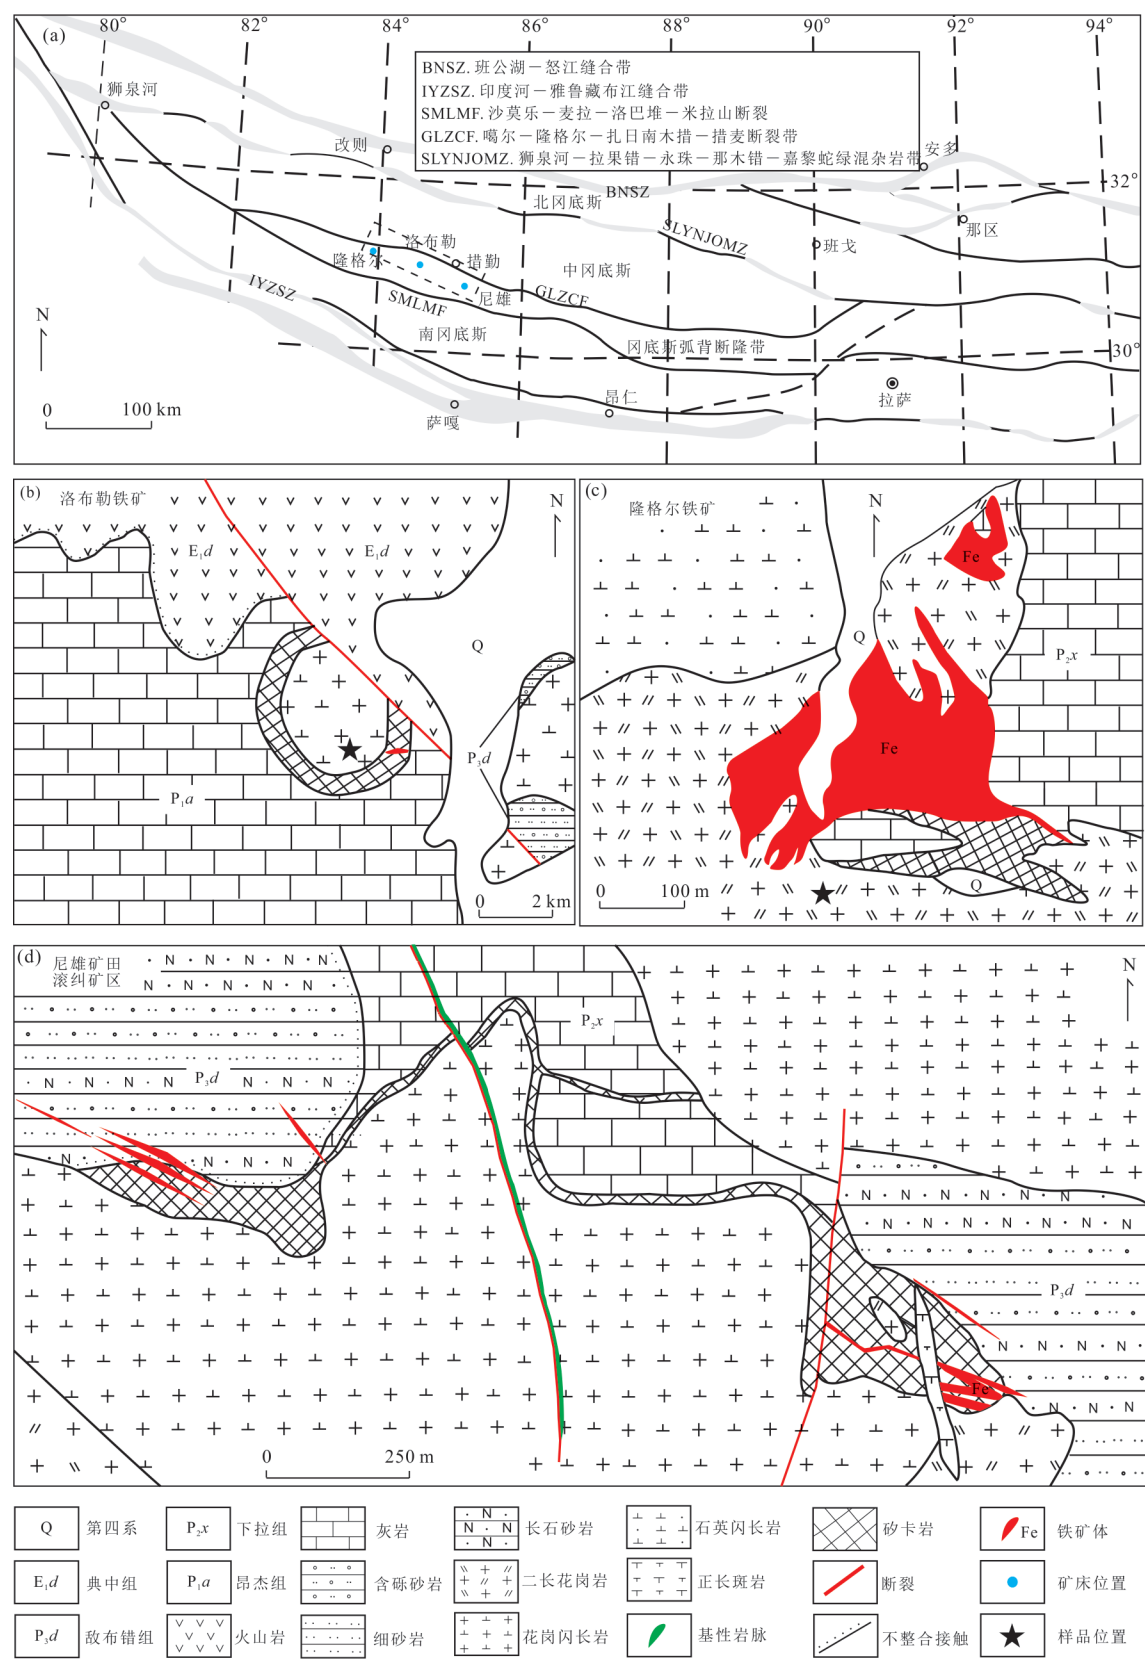 (a)
80°
82°
84°
86°
88°
90°
92°
94°
BNSZ. 班公湖－怒江缝合带
IYZSZ. 印度河－雅鲁藏布江缝合带
SMLMF. 沙莫乐－麦拉－洛巴堆－米拉山断裂
GLZCF. 噶尔－隆格尔－扎日南木措－措麦断裂带
SLYNJOMZ. 狮泉河－拉果错－永珠－那木错－嘉黎蛇绿混杂岩带
狮泉河
改则
安多
32°
BNSZ
北冈底斯
SLYNJOMZ
那区
班戈
洛布勒
隆格尔
措勤
中冈底斯
尼雄
GLZCF
IYZSZ
SMLMF
南冈底斯
冈底斯弧背断隆带
30°
N
0 100 km
萨嘎
昂仁
拉萨
(b)
洛布勒铁矿
N
E₁d
E₁d
Q
P₃d
P₁a
0 2 km
(c)
隆格尔铁矿
N
Fe
Q
P₂x
Fe
Q
0 100 m
(d)
尼雄矿田
滚纠矿区
N
P₂x
P₃d
P₃d
Fe
0 250 m
Q 第四系
P₂x 下拉组
灰岩
长石砂岩
石英闪长岩
矽卡岩
Fe 铁矿体
E₁d 典中组
P₁a 昂杰组
含砾砂岩
二长花岗岩
正长斑岩
断裂
矿床位置
P₃d 敌布错组
火山岩
细砂岩
花岗闪长岩
基性岩脉
不整合接触
样品位置